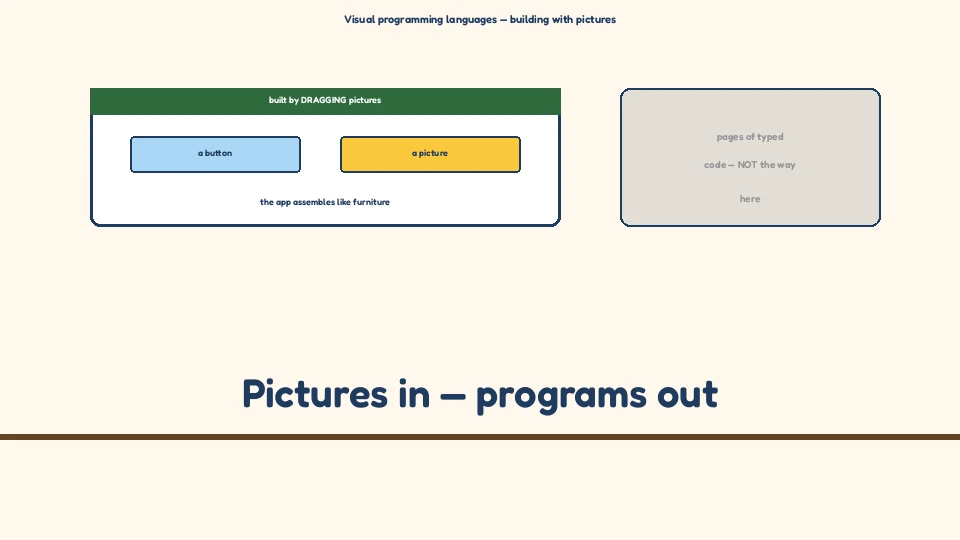 Visual programming languages — building with pictures
built by DRAGGING pictures
a button
a picture
the app assembles like furniture
pages of typed
code — NOT the way
here
Pictures in — programs out